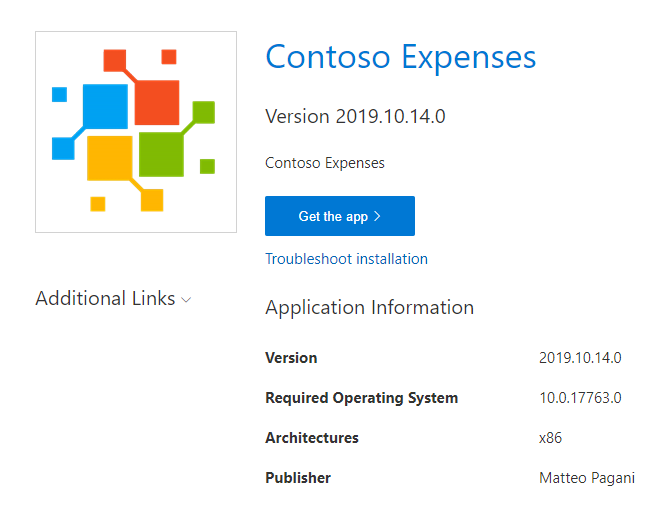 Contoso Expenses
Version 2019.10.14.0
Contoso Expenses
Get the app
Troubleshoot installation
Additional Links
Application Information
Version 2019.10.14.0
Required Operating System 10.0.17763.0
Architectures x86
Publisher Matteo Pagani